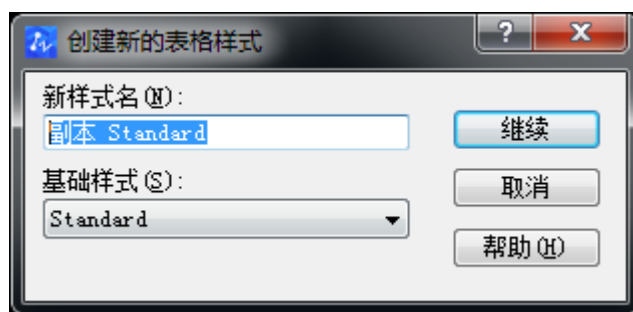 创建新的表格样式
新样式名(N):
副本 Standard
继续
基础样式(S):
取消
Standard
帮助(H)